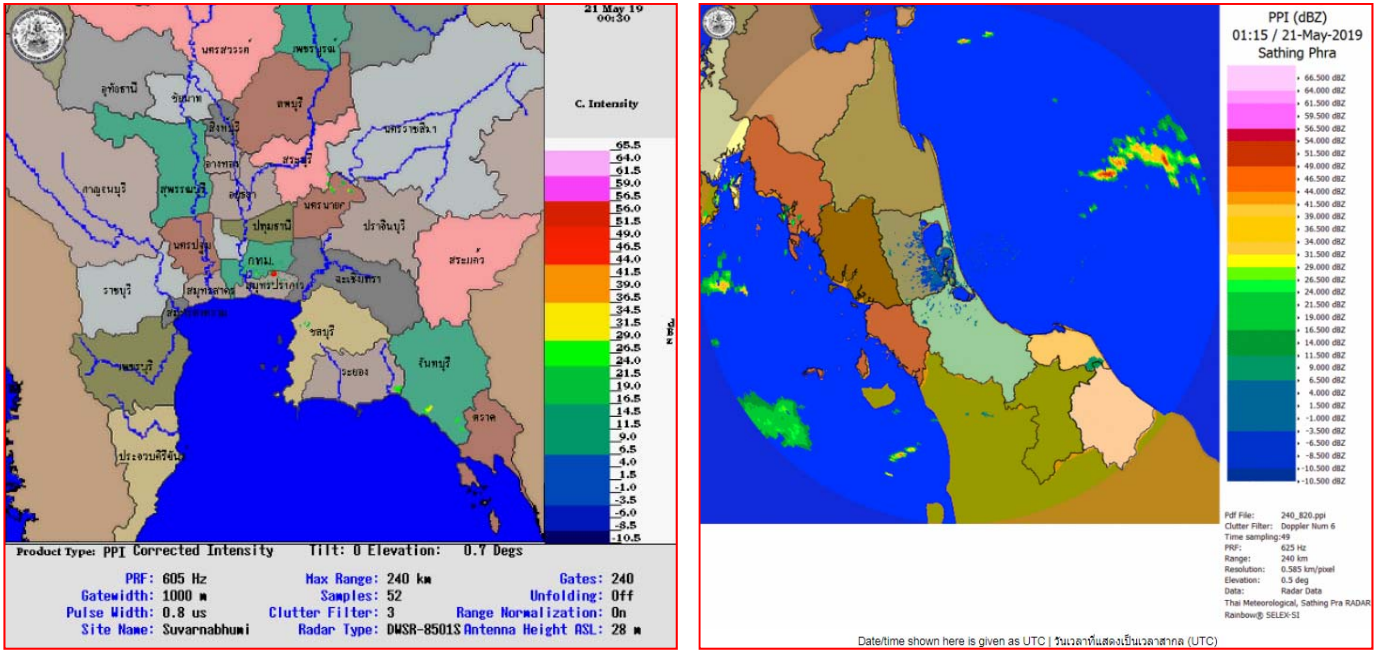 21 May 19
00:30
C. Intensity
65.5
64.0
61.5
59.0
56.5
56.0
51.5
49.0
46.5
44.0
41.5
39.0
36.5
34.5
31.5
29.0
26.5
24.0
21.5
19.0
16.5
14.5
11.5
9.0
6.5
4.0
1.5
-1.0
-3.5
-6.0
-8.5
-10.5
นครสวรรค์
เพชรบูรณ์
อุทัยธานี
ชัยนาท
ลพบุรี
สิงหบุรี
นครราชสีมา
อ่างทอง
สระบุรี
กาญจนบุรี
สุพรรณบุรี
อยุธยา
นครนายก
ปทุมธานี
ปราจีนบุรี
นครปฐม
กทม.
สระแก้ว
ราชบุรี
สมุทรสาคร
สมุทรปราการ
ฉะเชิงเทรา
ชลบุรี
เพชรบุรี
ระยอง
จันทบุรี
ตราด
ประจวบคีรีขันธ์
Product Type: PPI Corrected Intensity Tilt: 0 Elevation: 0.7 Degs
PRF: 605 Hz Max Range: 240 km Gates: 240
Gatewidth: 1000 m Samples: 52 Unfolding: Off
Pulse Width: 0.8 us Clutter Filter: 3 Range Normalization: On
Site Name: Suvarnabhumi Radar Type: DWSR-8501S Antenna Height ASL: 28 m
PPI (dBZ)
01:15 / 21-May-2019
Sathing Phra
66.500 dBZ
64.000 dBZ
61.500 dBZ
59.500 dBZ
56.500 dBZ
54.000 dBZ
51.500 dBZ
49.000 dBZ
46.500 dBZ
44.000 dBZ
41.500 dBZ
39.000 dBZ
36.500 dBZ
34.000 dBZ
31.500 dBZ
29.000 dBZ
26.500 dBZ
24.000 dBZ
21.500 dBZ
19.000 dBZ
16.500 dBZ
14.000 dBZ
11.500 dBZ
9.000 dBZ
6.500 dBZ
4.000 dBZ
1.500 dBZ
-1.000 dBZ
-3.500 dBZ
-6.500 dBZ
-8.500 dBZ
-10.500 dBZ
Pdf File: 240_820.ppi
Clutter Filter: Doppler Num 6
Time sampling:49
PRF: 625 Hz
Range: 240 km
Resolution: 0.585 km/pixel
Elevation: 0.5 deg
Data: Radar Data
Thai Meteorological, Sathing Pra RADAR
Rainbow® SELEX-SI
Date/time shown here is given as UTC | วันเวลาที่แสดงเป็นเวลาสากล (UTC)